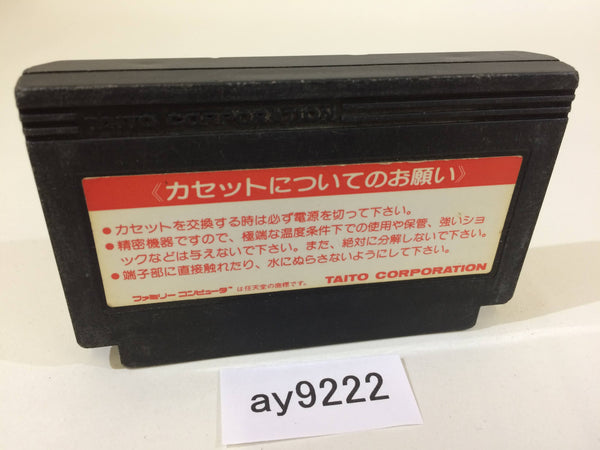 TAITO CORPORATION
《カセットについてのお願い》
● カセットを交換する時は必ず電源を切って下さい。
● 精密機器ですので、極端な温度条件下での使用や保管、強いショ
ックなどは与えないで下さい。また、絶対に分解しないで下さい。
● 端子部に直接触れたり、水にぬらさないようにして下さい。
ファミリーコンピュータ™ は任天堂の商標です。 TAITO CORPORATION
ay9222